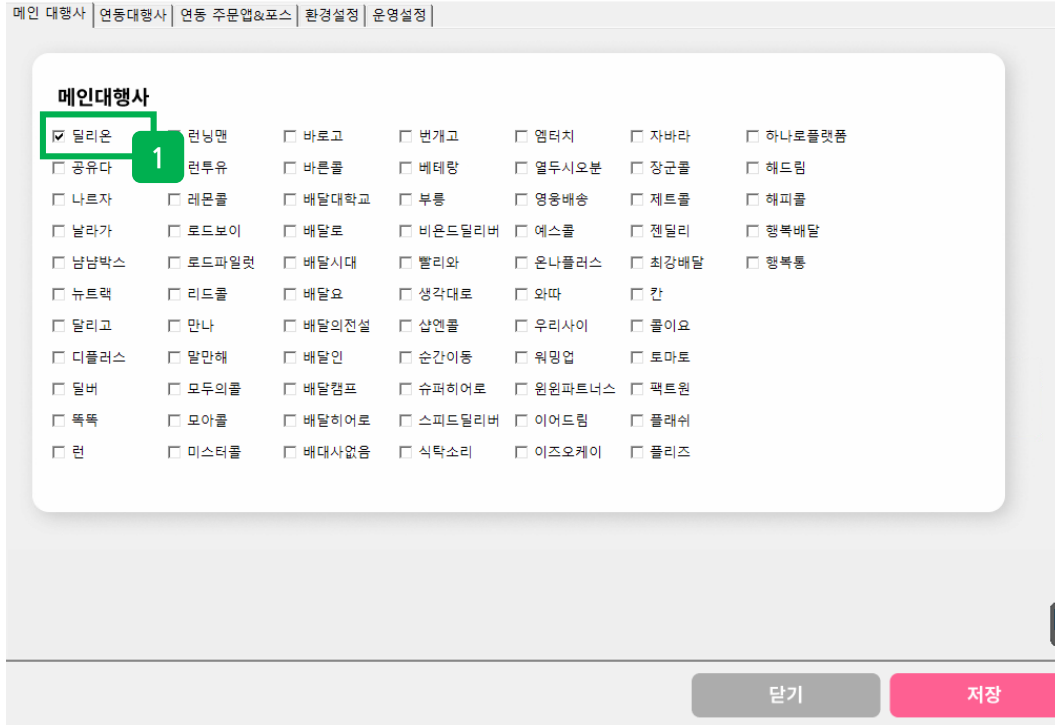 메인 대행사 연동대행사 연동 주문앱&포스 환경설정 운영설정
메인대행사
딜리온 런닝맨 바로고 번개고 엠터치 자바라 하나로플랫폼
1
공유다 런투유 바른콜 베테랑 열두시오분 장군콜 해드림
나르자 레몬콜 배달대학교 부릉 영웅배송 제트콜 해피콜
날라가 로드보이 배달로 비욘드딜리버 예스콜 젠딜리 행복배달
냠냠박스 로드파일럿 배달시대 빨리와 온나플러스 최강배달 행복통
뉴트랙 리드콜 배달요 생각대로 와따 칸
달리고 만나 배달의전설 샵엔콜 우리사이 콜이요
디플러스 말만해 배달인 순간이동 워밍업 토마토
딜버 모두의콜 배달캠프 슈퍼히어로 윈윈파트너스 팩트원
똑똑 모아콜 배달히어로 스피드딜리버 이어드림 플래쉬
런 미스터콜 배대사없음 식탁소리 이즈오케이 플리즈
닫기 저장